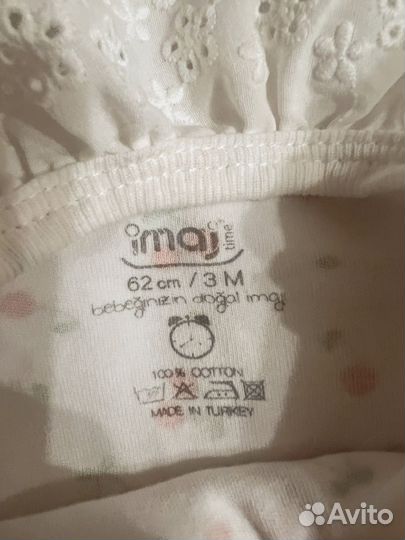 imaj
time
62 cm / 3 M
bebeğinizin doğal imajı
100% COTTON
MADE IN TURKEY
Avito